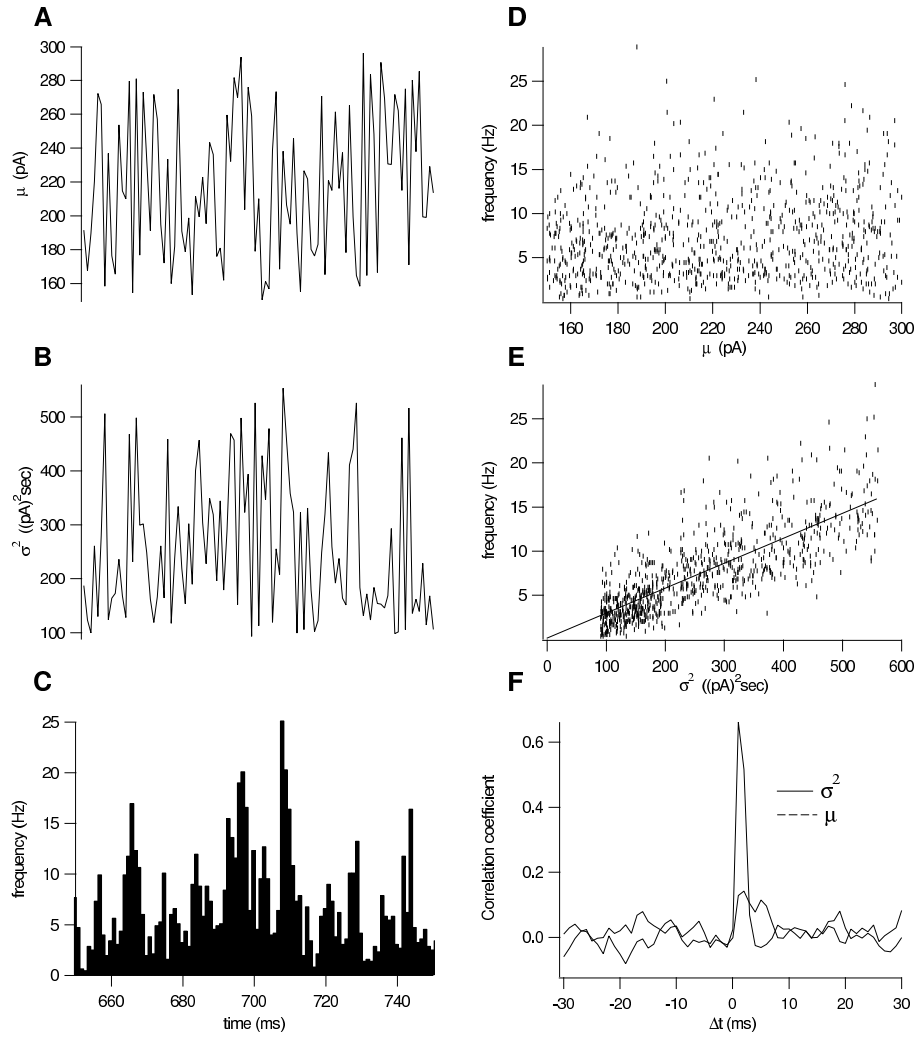 A
300
280
260
240
220
200
180
160
μ (pA)
B
500
400
300
200
100
σ² ((pA)²sec)
C
25
20
15
10
5
0
frequency (Hz)
660 680 700 720 740
time (ms)
D
25
20
15
10
5
frequency (Hz)
160 180 200 220 240 260 280 300
μ (pA)
E
25
20
15
10
5
frequency (Hz)
0 100 200 300 400 500 600
σ² ((pA)²sec)
F
0.6
0.4
0.2
0.0
Correlation coefficient
σ²
μ
-30 -20 -10 0 10 20 30
Δt (ms)